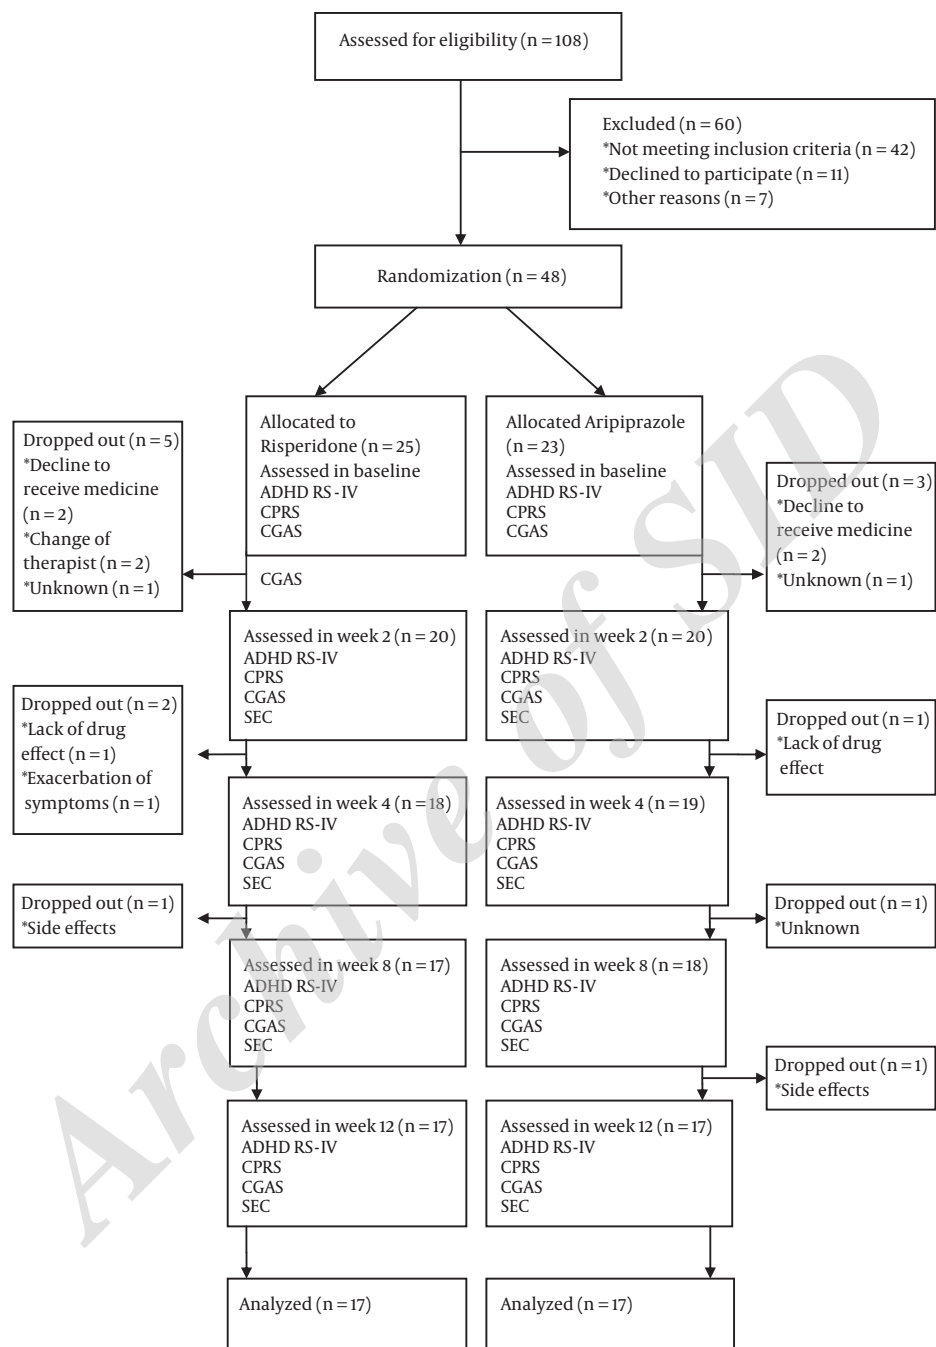 Assessed for eligibility (n = 108)
Excluded (n = 60)
*Not meeting inclusion criteria (n = 42)
*Declined to participate (n = 11)
*Other reasons (n = 7)
Randomization (n = 48)
Allocated to
Risperidone (n = 25)
Assessed in baseline
ADHD RS-IV
CPRS
CGAS
Allocated Aripiprazole
(n = 23)
Assessed in baseline
ADHD RS-IV
CPRS
CGAS
Dropped out (n = 5)
*Decline to
receive medicine
(n = 2)
*Change of
therapist (n = 2)
*Unknown (n = 1)
Dropped out (n = 3)
*Decline to
receive medicine
(n = 2)
*Unknown (n = 1)
CGAS
Assessed in week 2 (n = 20)
ADHD RS-IV
CPRS
CGAS
SEC
Assessed in week 2 (n = 20)
ADHD RS-IV
CPRS
CGAS
SEC
Dropped out (n = 2)
*Lack of drug
effect (n = 1)
*Exacerbation of
symptoms (n = 1)
Dropped out (n = 1)
*Lack of drug
effect
Assessed in week 4 (n = 18)
ADHD RS-IV
CPRS
CGAS
SEC
Assessed in week 4 (n = 19)
ADHD RS-IV
CPRS
CGAS
SEC
Dropped out (n = 1)
*Side effects
Dropped out (n = 1)
*Unknown
Assessed in week 8 (n = 17)
ADHD RS-IV
CPRS
CGAS
SEC
Assessed in week 8 (n = 18)
ADHD RS-IV
CPRS
CGAS
SEC
Dropped out (n = 1)
*Side effects
Assessed in week 12 (n = 17)
ADHD RS-IV
CPRS
CGAS
SEC
Assessed in week 12 (n = 17)
ADHD RS-IV
CPRS
CGAS
SEC
Analyzed (n = 17)
Analyzed (n = 17)
Archive of SID